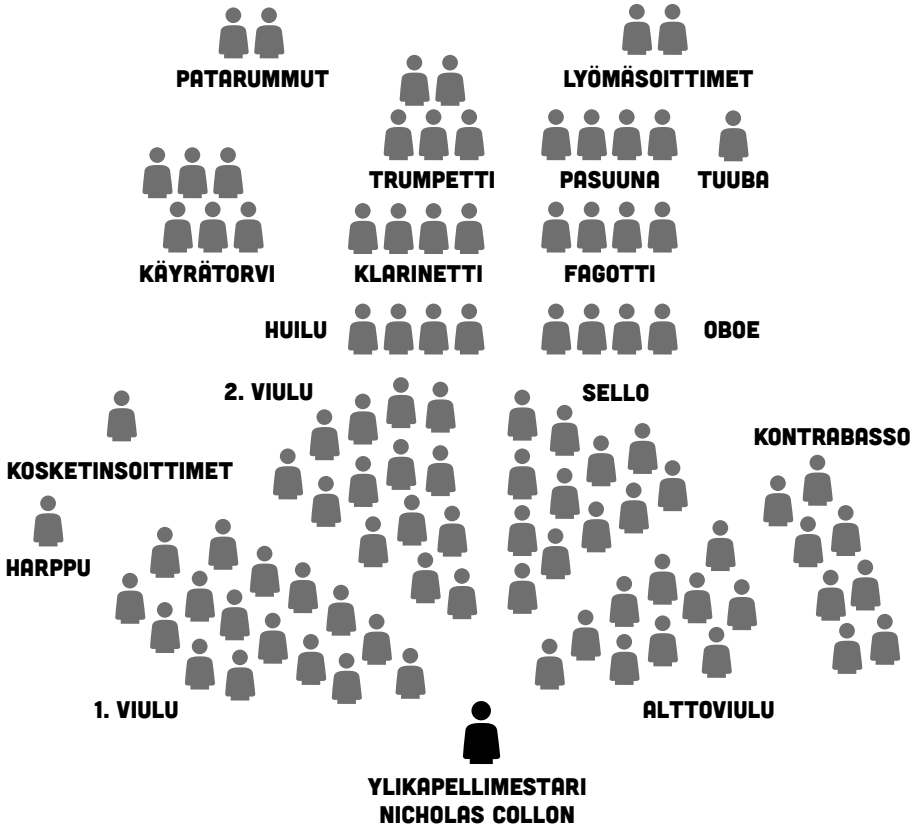 PATARUMMUT
LYÖMÄSOITTIMET
TRUMPETTI
PASUUNA
TUUBA
KÄYRÄTORVI
KLARINETTI
FAGOTTI
HUILU
OBOE
2. VIULU
SELLO
KONTRABASSO
KOSKETINSOITTIMET
HARPPU
1. VIULU
ALTTOVIULU
YLIKAPELLIMESTARI
NICHOLAS COLLON